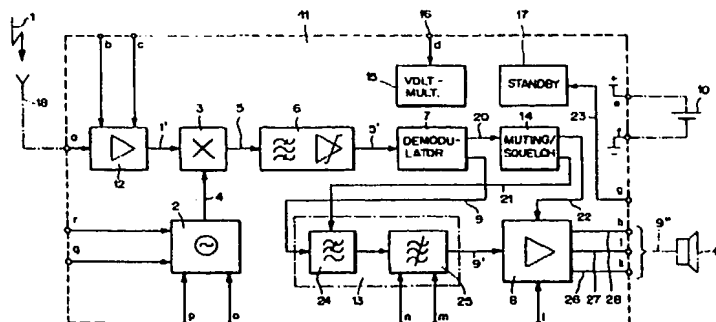 1 11 16 17
b c d
VOLT-
MULT.
STANDBY
15
10
+
e
18 3 5 6 7 20 14 23
a 1' 5'
DEMODU-
LATOR
MUTING/
SQUELCH
12
4 21 g
2 9 22
r
q
h
9' 9"
24 13 25 8 26 27 28
p o n m l